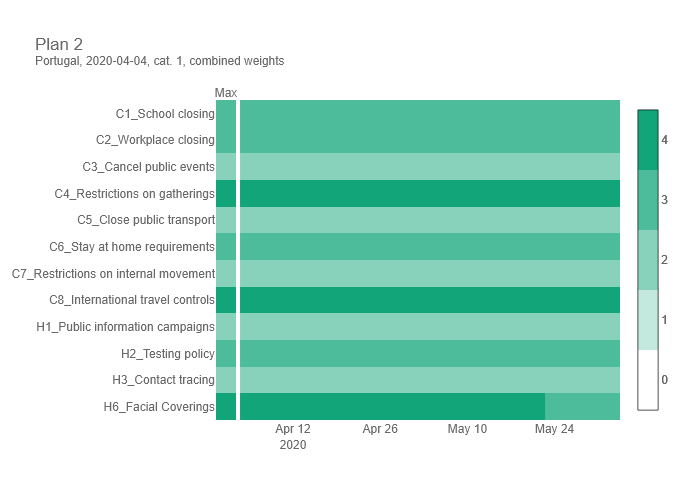 Plan 2
Portugal, 2020-04-04, cat. 1, combined weights
Max
C1_School closing
C2_Workplace closing
C3_Cancel public events
C4_Restrictions on gatherings
C5_Close public transport
C6_Stay at home requirements
C7_Restrictions on internal movement
C8_International travel controls
H1_Public information campaigns
H2_Testing policy
H3_Contact tracing
H6_Facial Coverings
Apr 12
2020
Apr 26
May 10
May 24
4
3
2
1
0